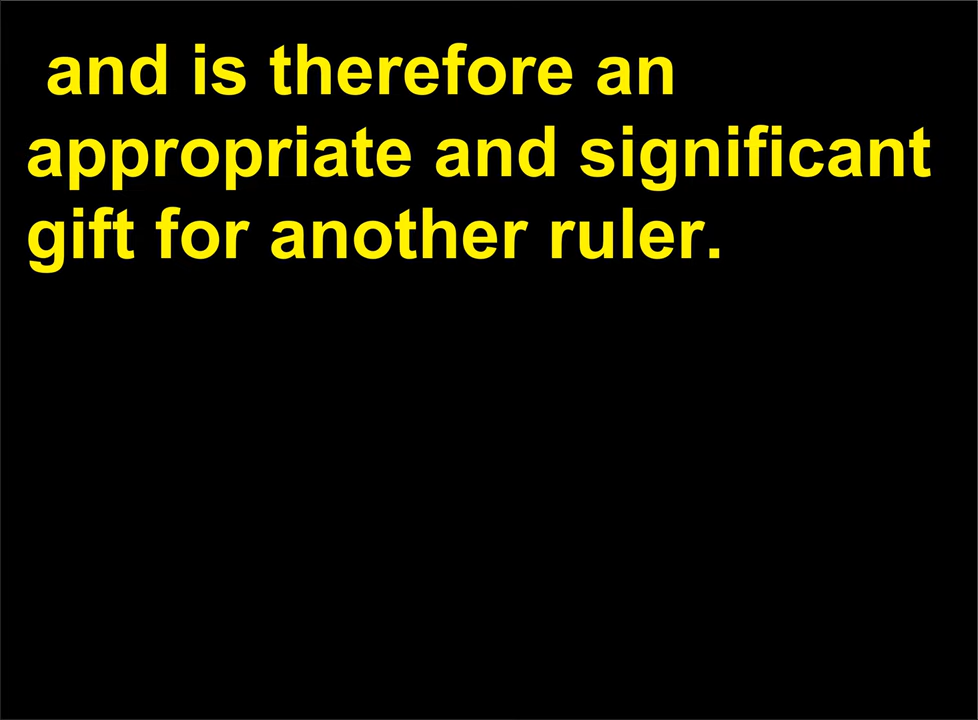 and is therefore an
appropriate and significant
gift for another ruler.